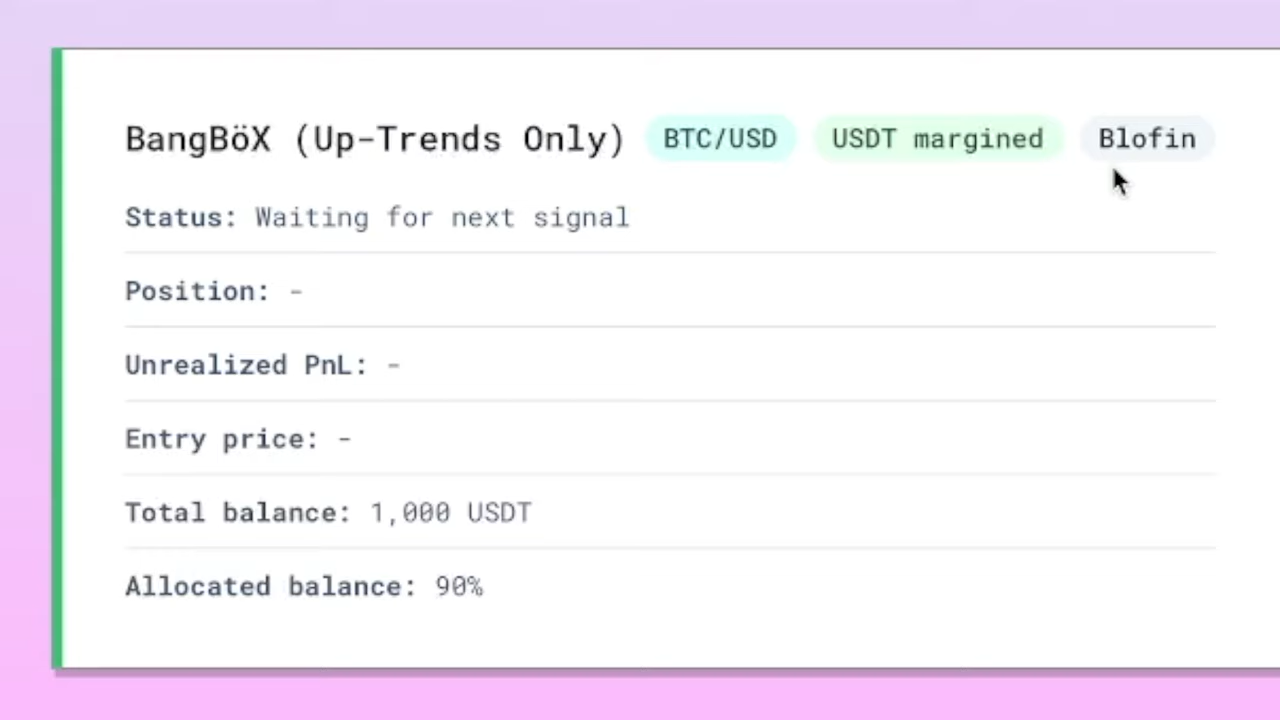 BangBöX (Up-Trends Only) BTC/USD USDT margined Blofin
Status: Waiting for next signal
Position: -
Unrealized PnL: -
Entry price: -
Total balance: 1,000 USDT
Allocated balance: 90%